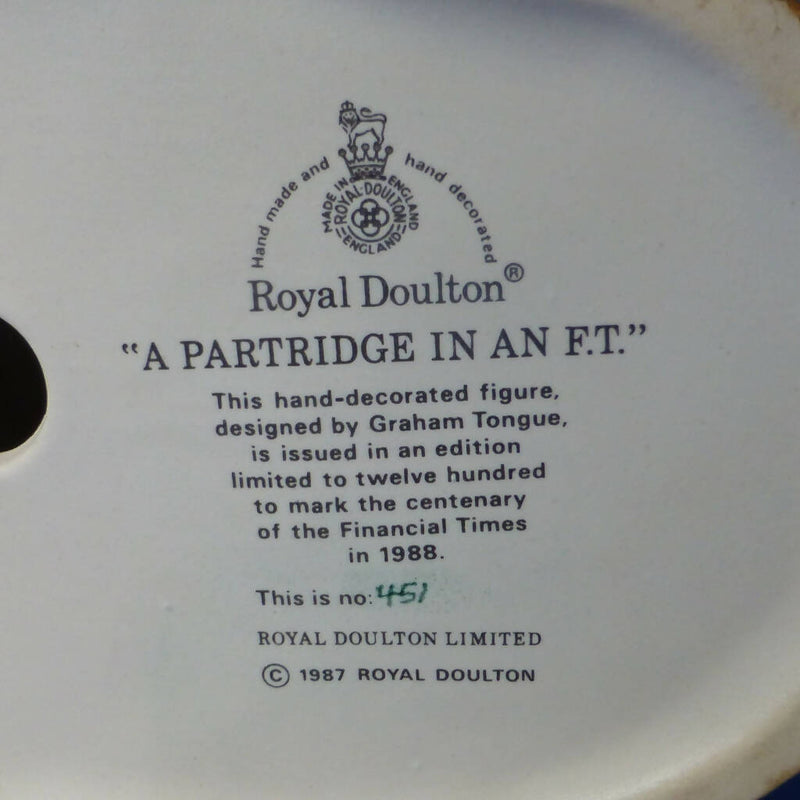 Hand made and hand decorated
MADE IN ENGLAND
ROYAL·DOULTON
ENGLAND
Royal Doulton®
"A PARTRIDGE IN AN F.T."
This hand-decorated figure,
designed by Graham Tongue,
is issued in an edition
limited to twelve hundred
to mark the centenary
of the Financial Times
in 1988.
This is no: 451
ROYAL DOULTON LIMITED
© 1987 ROYAL DOULTON